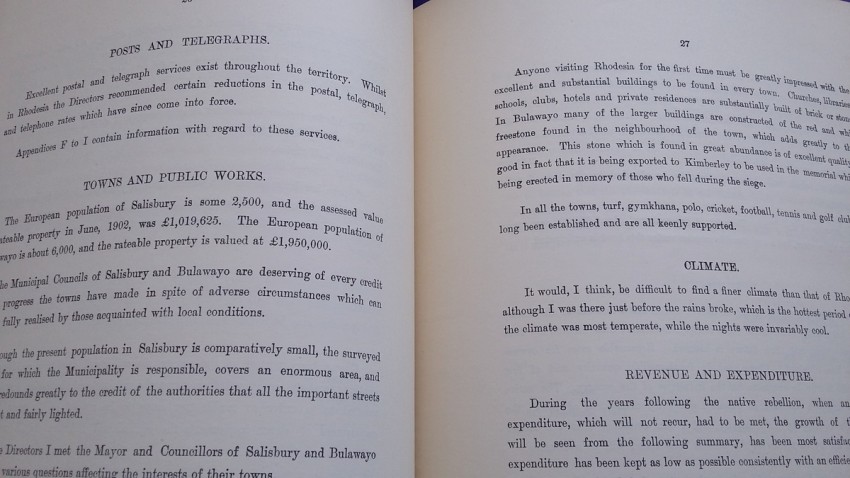 POSTS AND TELEGRAPHS.
Excellent postal and telegraph services exist throughout the territory. Whilst
in Rhodesia the Directors recommended certain reductions in the postal, telegraph,
and telephone rates which have since come into force.
Appendices F to I contain information with regard to these services.
TOWNS AND PUBLIC WORKS.
The European population of Salisbury is some 2,500, and the assessed value
rateable property in June, 1902, was £1,019,625. The European population of
wayo is about 6,000, and the rateable property is valued at £1,950,000.
he Municipal Councils of Salisbury and Bulawayo are deserving of every credit
progress the towns have made in spite of adverse circumstances which can
fully realised by those acquainted with local conditions.
ough the present population in Salisbury is comparatively small, the surveyed
for which the Municipality is responsible, covers an enormous area, and
redounds greatly to the credit of the authorities that all the important streets
t and fairly lighted.
e Directors I met the Mayor and Councillors of Salisbury and Bulawayo
various questions affecting the interests of their towns
27
Anyone visiting Rhodesia for the first time must be greatly impressed with the
excellent and substantial buildings to be found in every town. Churches, libraries
schools, clubs, hotels and private residences are substantially built of brick or stone
In Bulawayo many of the larger buildings are constructed of the red and whi
freestone found in the neighbourhood of the town, which adds greatly to th
appearance. This stone which is found in great abundance is of excellent quality
good in fact that it is being exported to Kimberley to be used in the memorial whi
being erected in memory of those who fell during the siege.
In all the towns, turf, gymkhana, polo, cricket, football, tennis and golf club
long been established and are all keenly supported.
CLIMATE.
It would, I think, be difficult to find a finer climate than that of Rho
although I was there just before the rains broke, which is the hottest period
the climate was most temperate, while the nights were invariably cool.
REVENUE AND EXPENDITURE.
During the years following the native rebellion, when an
expenditure, which will not recur, had to be met, the growth of t
will be seen from the following summary, has been most satisfac
expenditure has been kept as low as possible consistently with an efficie